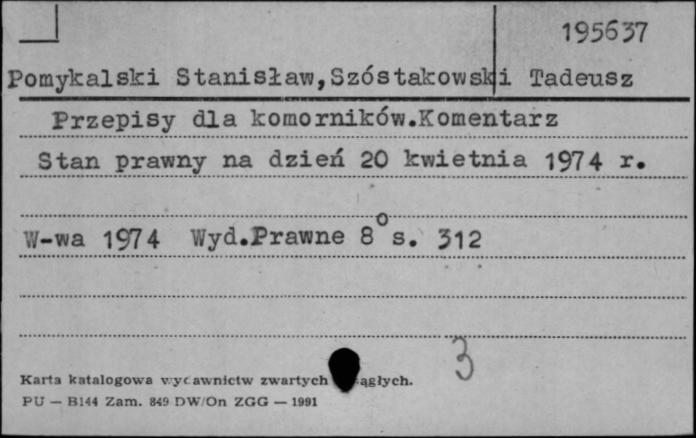 195637
Pomykalski Stanisław,Szóstakowski Tadeusz
Przepisy dla komorników.Komentarz
Stan prawny na dzień 20 kwietnia 1974 r.
W-wa 1974 Wyd.Prawne 8° s. 312
3
Karta katalogowa wydawnictw zwartych ągłych.
PU — B144 Zam. 849 DW/On ZGG — 1991